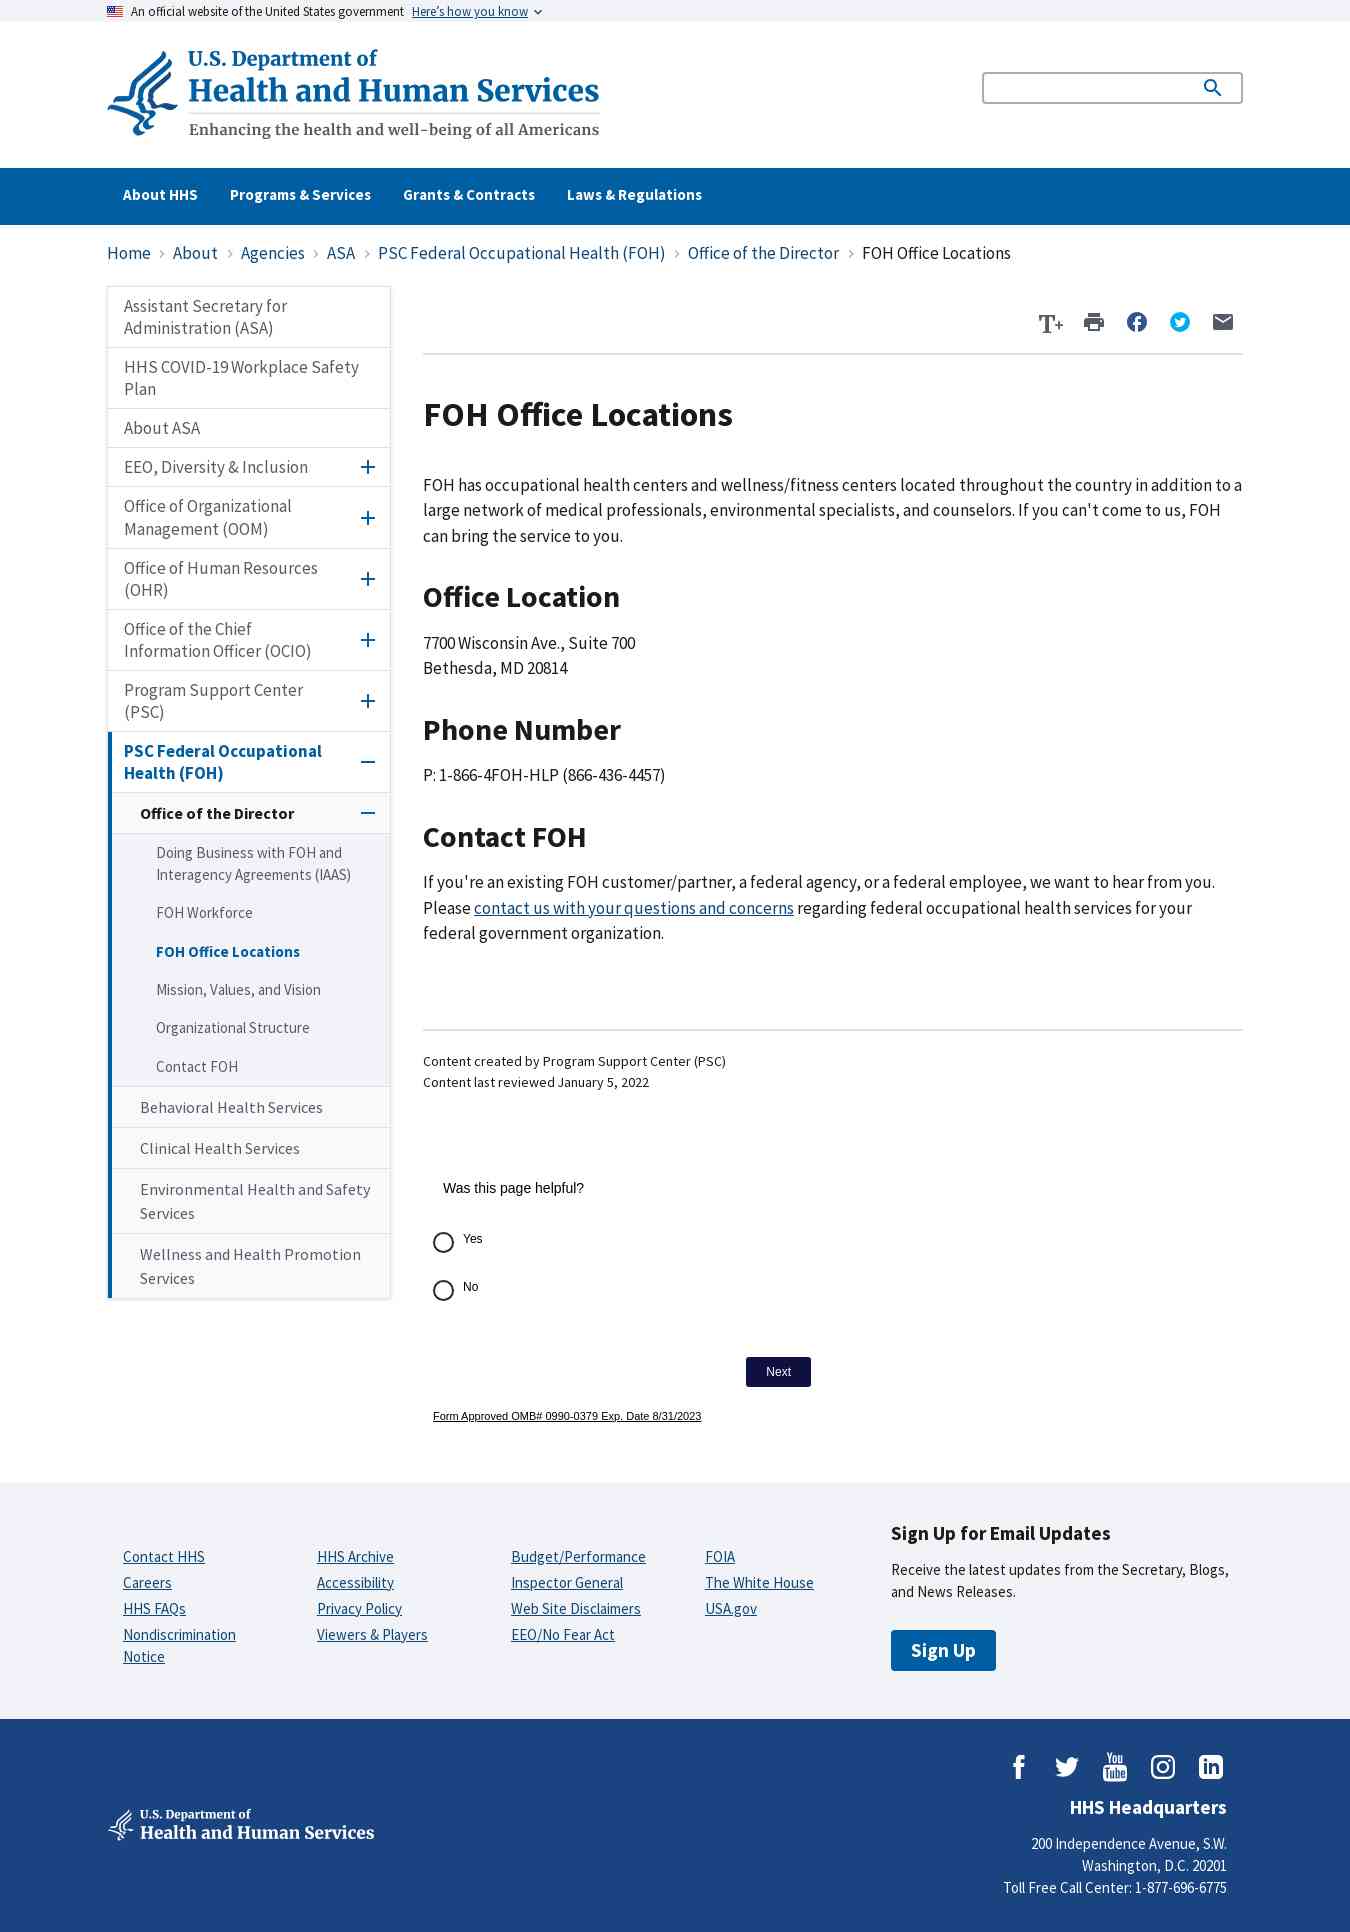 An official website of the United States government Here's how you know
U.S. Department of
Health and Human Services
Enhancing the health and well-being of all Americans
About HHS Programs & Services Grants & Contracts Laws & Regulations
Home About Agencies ASA PSC Federal Occupational Health (FOH) Office of the Director FOH Office Locations
Assistant Secretary for
Administration (ASA)
HHS COVID-19 Workplace Safety
Plan
About ASA
EEO, Diversity & Inclusion
Office of Organizational
Management (OOM)
Office of Human Resources
(OHR)
Office of the Chief
Information Officer (OCIO)
Program Support Center
(PSC)
PSC Federal Occupational
Health (FOH)
Office of the Director
Doing Business with FOH and
Interagency Agreements (IAAS)
FOH Workforce
FOH Office Locations
Mission, Values, and Vision
Organizational Structure
Contact FOH
Behavioral Health Services
Clinical Health Services
Environmental Health and Safety
Services
Wellness and Health Promotion
Services
T+
FOH Office Locations
FOH has occupational health centers and wellness/fitness centers located throughout the country in addition to a
large network of medical professionals, environmental specialists, and counselors. If you can't come to us, FOH
can bring the service to you.
Office Location
7700 Wisconsin Ave., Suite 700
Bethesda, MD 20814
Phone Number
P: 1-866-4FOH-HLP (866-436-4457)
Contact FOH
If you're an existing FOH customer/partner, a federal agency, or a federal employee, we want to hear from you.
Please contact us with your questions and concerns regarding federal occupational health services for your
federal government organization.
Content created by Program Support Center (PSC)
Content last reviewed January 5, 2022
Was this page helpful?
Yes
No
Next
Form Approved OMB# 0990-0379 Exp. Date 8/31/2023
Contact HHS
Careers
HHS FAQs
Nondiscrimination
Notice
HHS Archive
Accessibility
Privacy Policy
Viewers & Players
Budget/Performance
Inspector General
Web Site Disclaimers
EEO/No Fear Act
FOIA
The White House
USA.gov
Sign Up for Email Updates
Receive the latest updates from the Secretary, Blogs,
and News Releases.
Sign Up
You
Tube
in
U.S. Department of
Health and Human Services
HHS Headquarters
200 Independence Avenue, S.W.
Washington, D.C. 20201
Toll Free Call Center: 1-877-696-6775